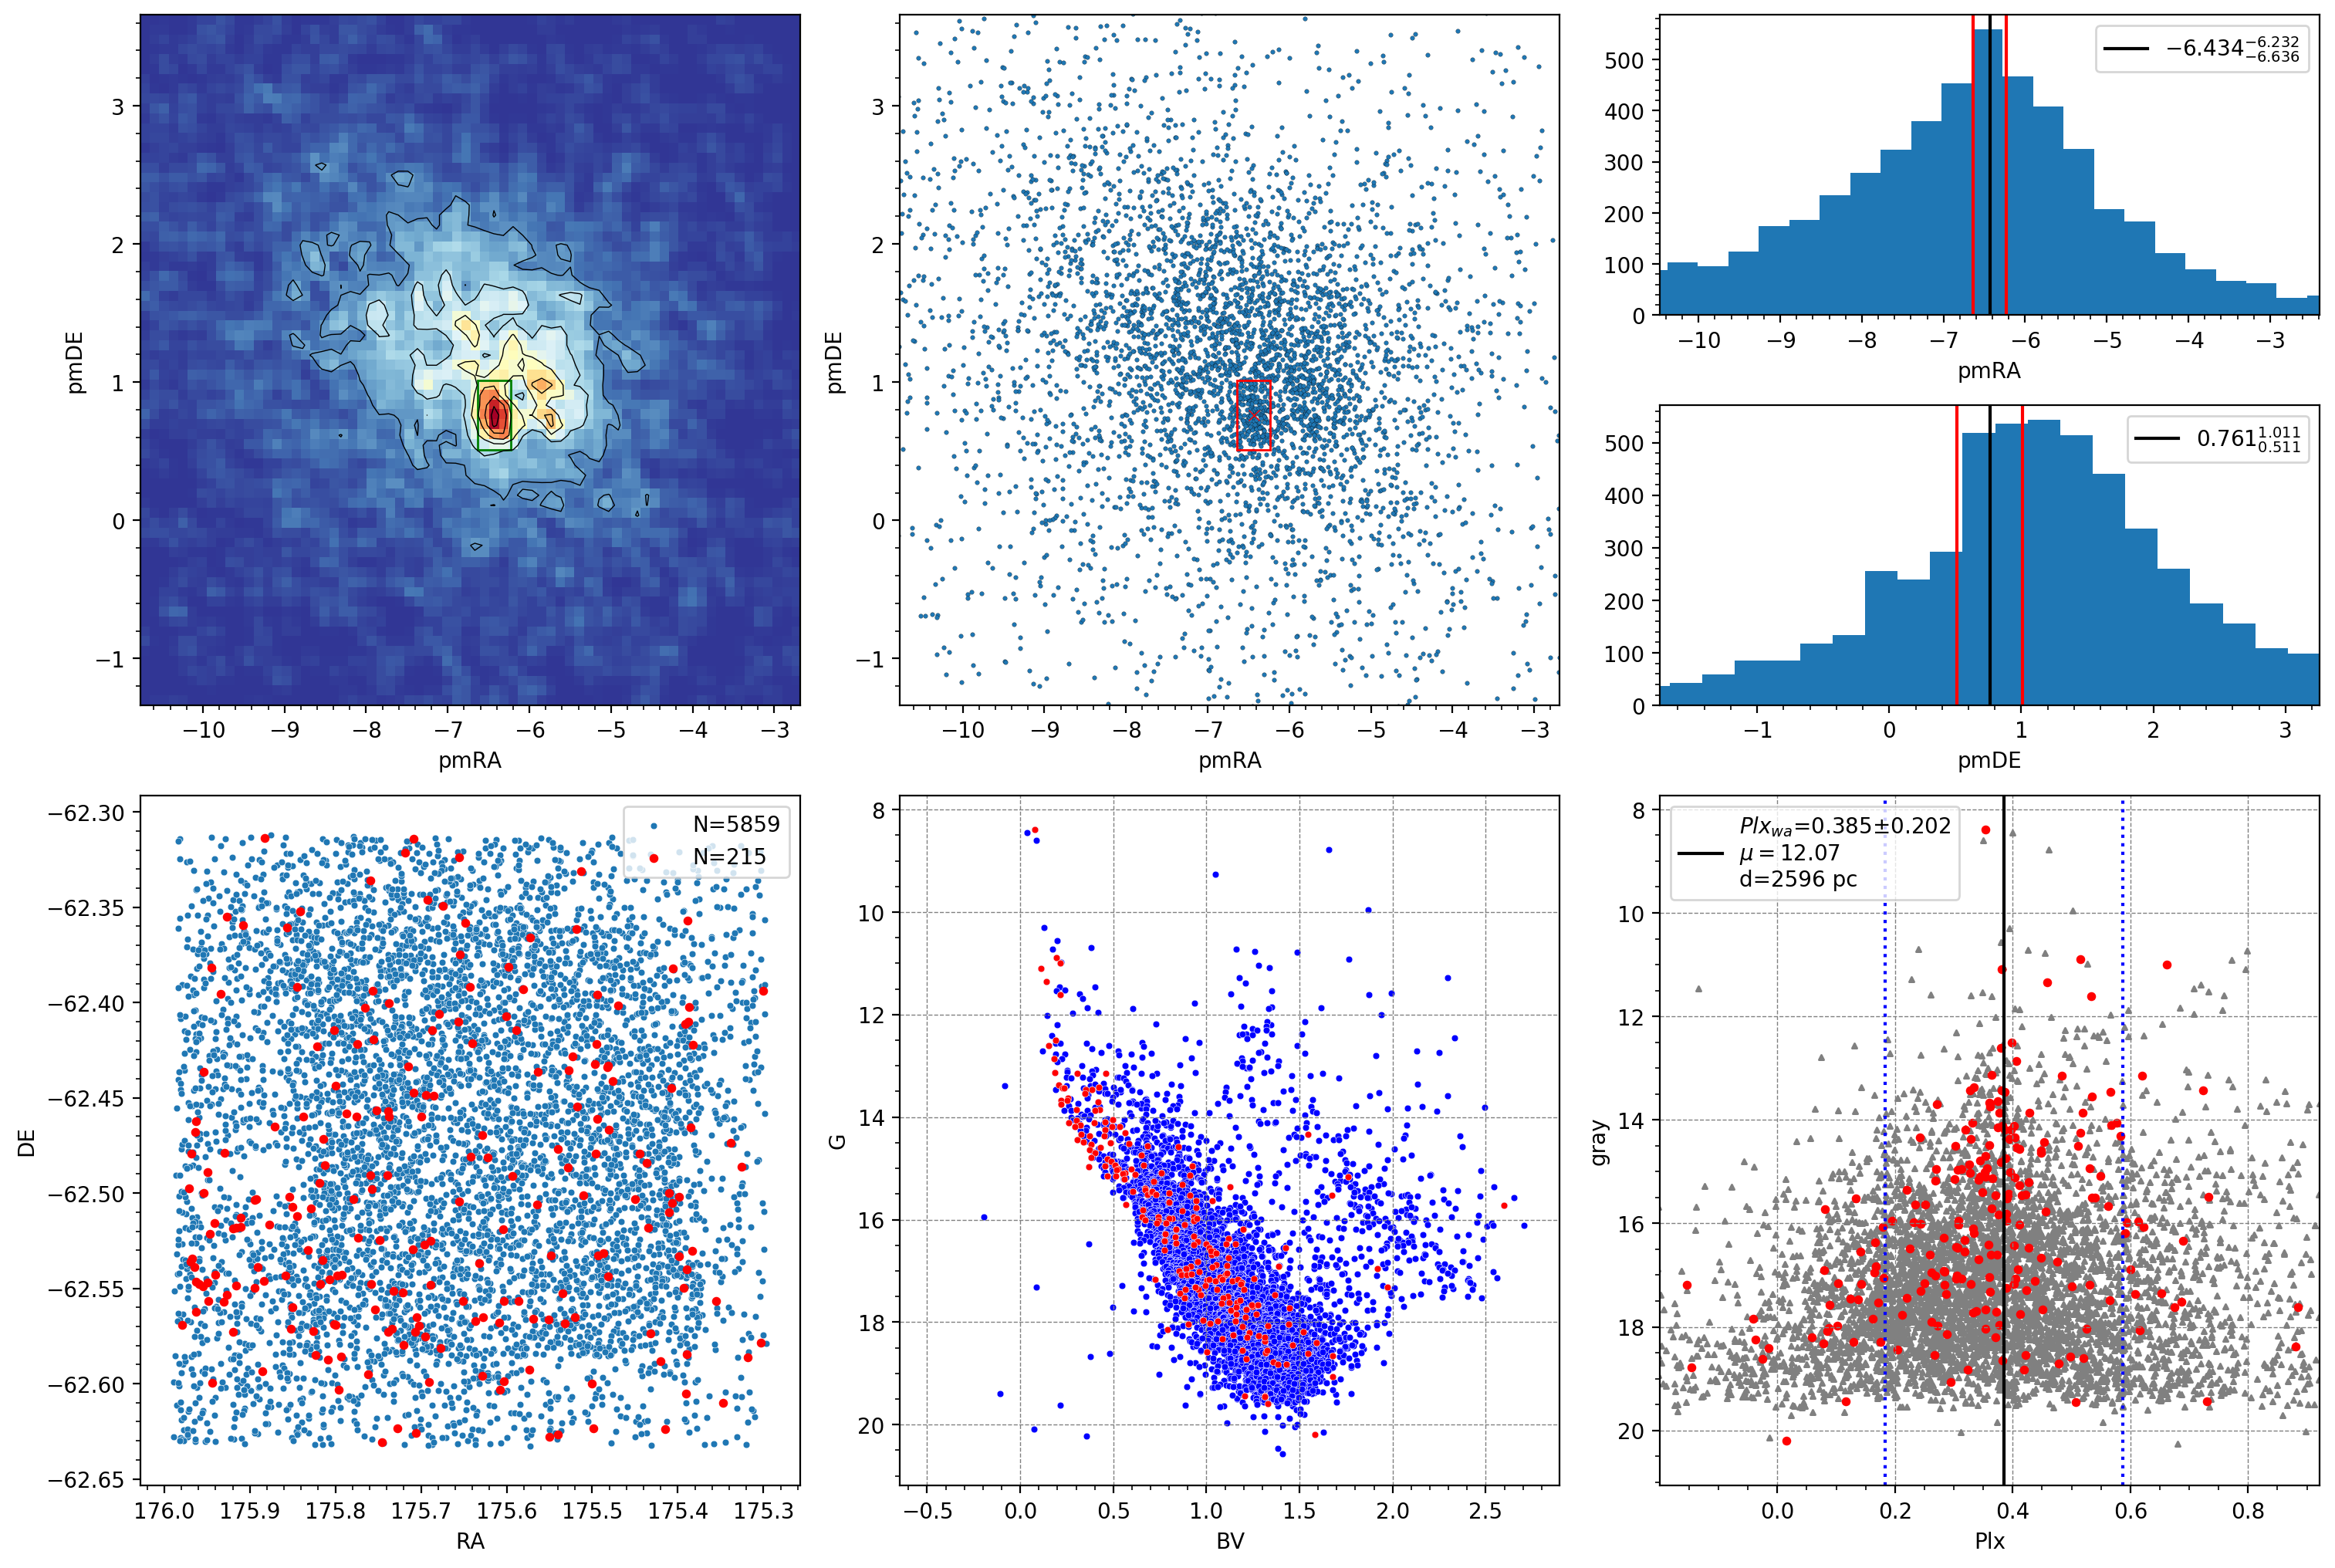 3
2
1
0
−1
pmDE
−10 −9 −8 −7 −6 −5 −4 −3
pmRA
3
2
1
0
−1
pmDE
−10 −9 −8 −7 −6 −5 −4 −3
pmRA
−6.434 −6.232 −6.636
500
400
300
200
100
0
−10 −9 −8 −7 −6 −5 −4 −3
pmRA
0.761 1.011 0.511
500
400
300
200
100
0
−1 0 1 2 3
pmDE
N=5859
N=215
−62.30
−62.35
−62.40
−62.45
−62.50
−62.55
−62.60
−62.65
DE
176.0 175.9 175.8 175.7 175.6 175.5 175.4 175.3
RA
8
10
12
14
16
18
20
G
−0.5 0.0 0.5 1.0 1.5 2.0 2.5
BV
Plxwa=0.385±0.202
μ = 12.07
d=2596 pc
8
10
12
14
16
18
20
gray
0.0 0.2 0.4 0.6 0.8
Plx